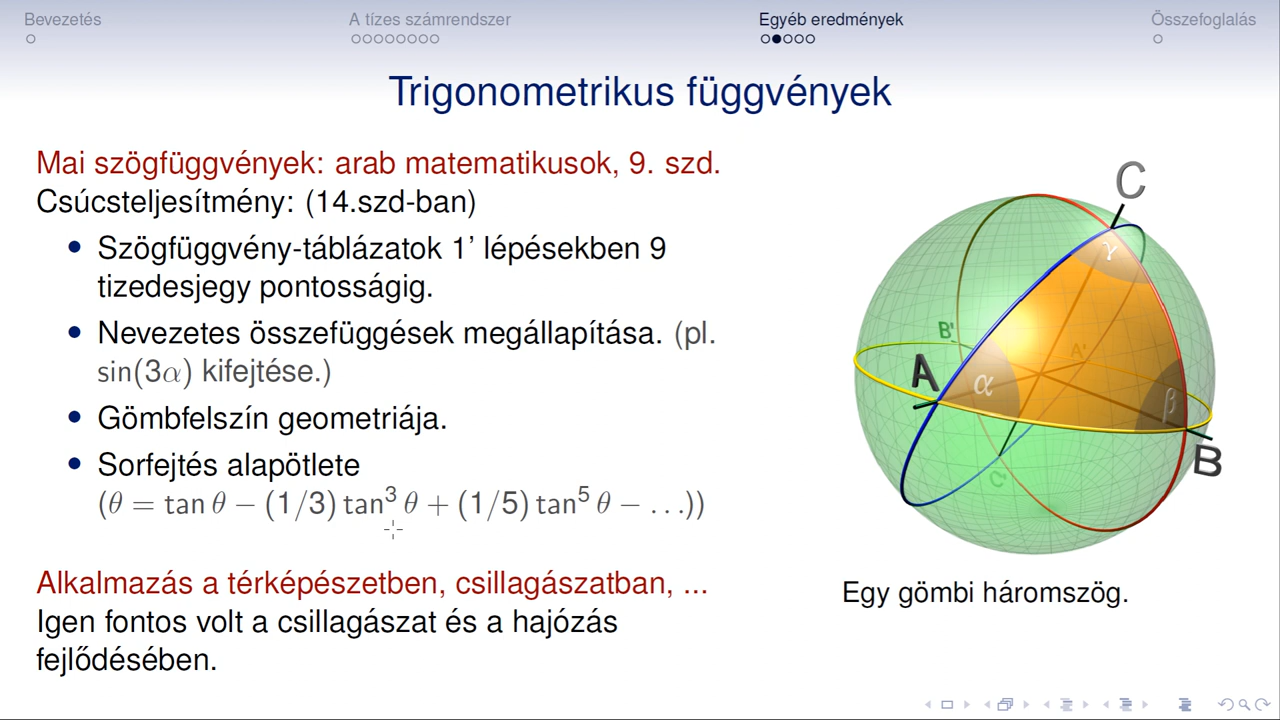 Bevezetés
A tízes számrendszer
Egyéb eredmények
Összefoglalás
Trigonometrikus függvények
Mai szögfüggvények: arab matematikusok, 9. szd.
Csúcsteljesítmény: (14.szd-ban)
Szögfüggvény-táblázatok 1’ lépésekben 9
tizedesjegy pontosságig.
Nevezetes összefüggések megállapítása. (pl.
sin(3α) kifejtése.)
Gömbfelszín geometriája.
Sorfejtés alapötlete
(θ = tan θ − (1/3) tan³ θ + (1/5) tan⁵ θ − …))
Alkalmazás a térképészetben, csillagászatban, ...
Igen fontos volt a csillagászat és a hajózás
fejlődésében.
C
γ
B'
A'
A
α
β
B
C'
Egy gömbi háromszög.